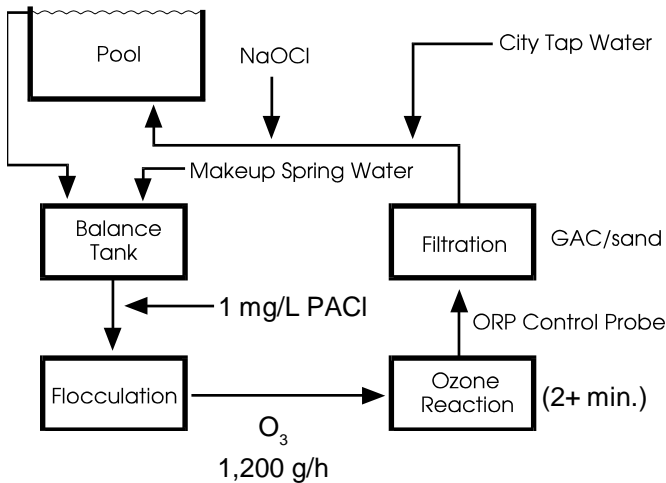 City Tap Water
Pool
NaOCl
Makeup Spring Water
Balance
Tank
Filtration
GAC/sand
1 mg/L PACl
ORP Control Probe
Flocculation
Ozone
Reaction
(2+ min.)
O₃
1,200 g/h